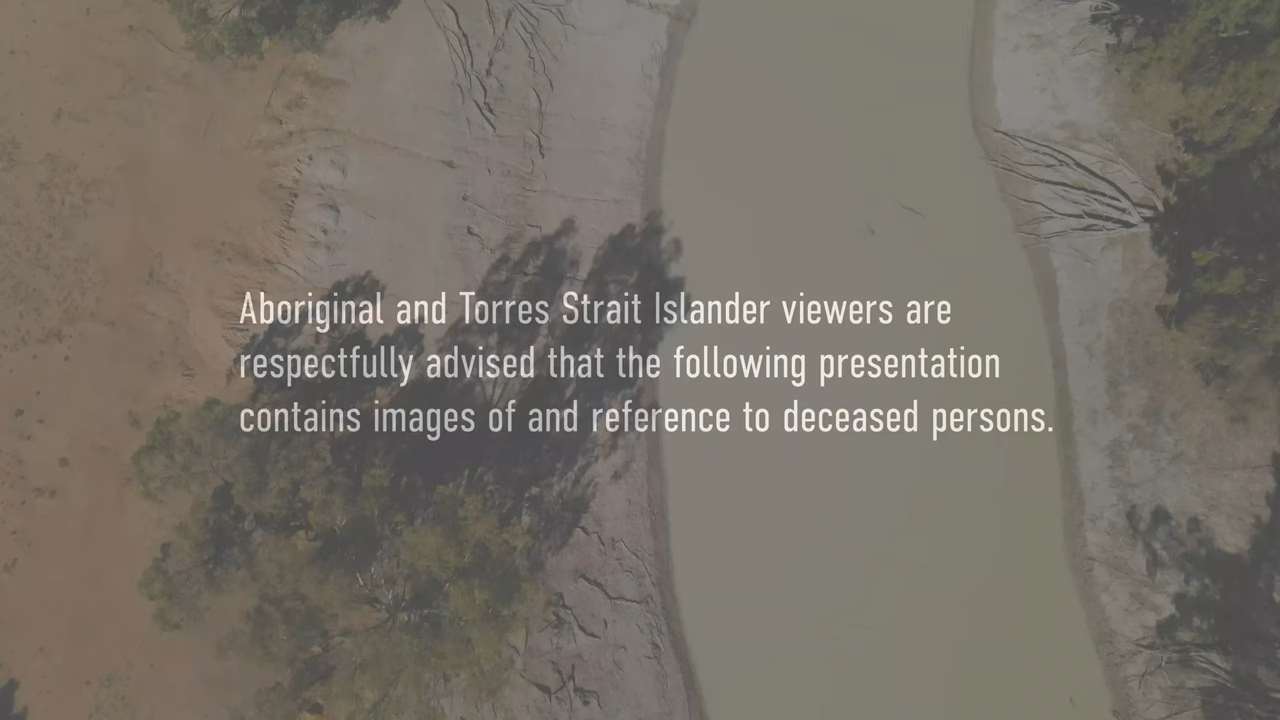 Aboriginal and Torres Strait Islander viewers are
respectfully advised that the following presentation
contains images of and reference to deceased persons.